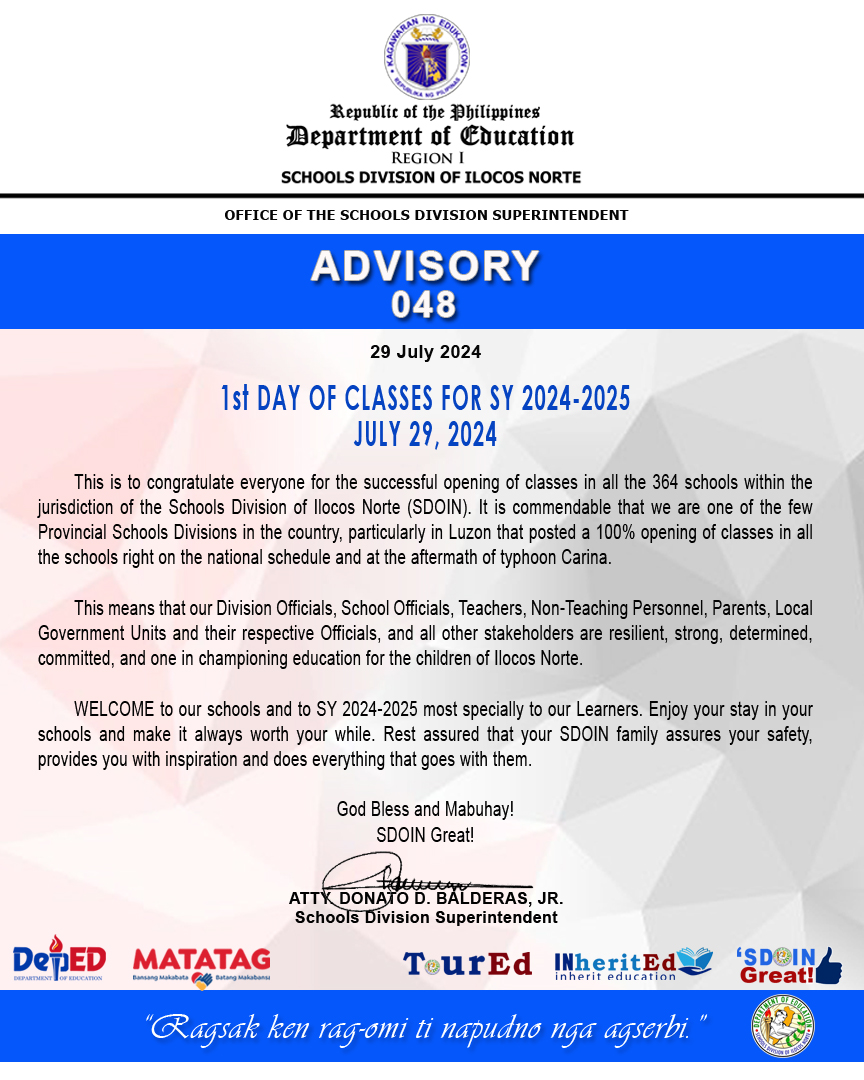 KAGAWARAN NG EDUKASYON
REPUBLIKA NG PILIPINAS
Republic of the Philippines
Department of Education
REGION I
SCHOOLS DIVISION OF ILOCOS NORTE
OFFICE OF THE SCHOOLS DIVISION SUPERINTENDENT
ADVISORY
048
29 July 2024
1st DAY OF CLASSES FOR SY 2024-2025
JULY 29, 2024
This is to congratulate everyone for the successful opening of classes in all the 364 schools within the
jurisdiction of the Schools Division of Ilocos Norte (SDOIN). It is commendable that we are one of the few
Provincial Schools Divisions in the country, particularly in Luzon that posted a 100% opening of classes in all
the schools right on the national schedule and at the aftermath of typhoon Carina.
This means that our Division Officials, School Officials, Teachers, Non-Teaching Personnel, Parents, Local
Government Units and their respective Officials, and all other stakeholders are resilient, strong, determined,
committed, and one in championing education for the children of Ilocos Norte.
WELCOME to our schools and to SY 2024-2025 most specially to our Learners. Enjoy your stay in your
schools and make it always worth your while. Rest assured that your SDOIN family assures your safety,
provides you with inspiration and does everything that goes with them.
God Bless and Mabuhay!
SDOIN Great!
ATTY. DONATO D. BALDERAS, JR.
Schools Division Superintendent
DepED
DEPARTMENT OF EDUCATION
MATATAG
Bansang Makabata Batang Makabansa
TourEd
INheritEd
inherit education
'SDOIN
Great!
"Ragsak ken rag-omi ti napudno nga agserbi."
DEPARTMENT OF EDUCATION
SCHOOLS DIVISION OF ILOCOS NORTE